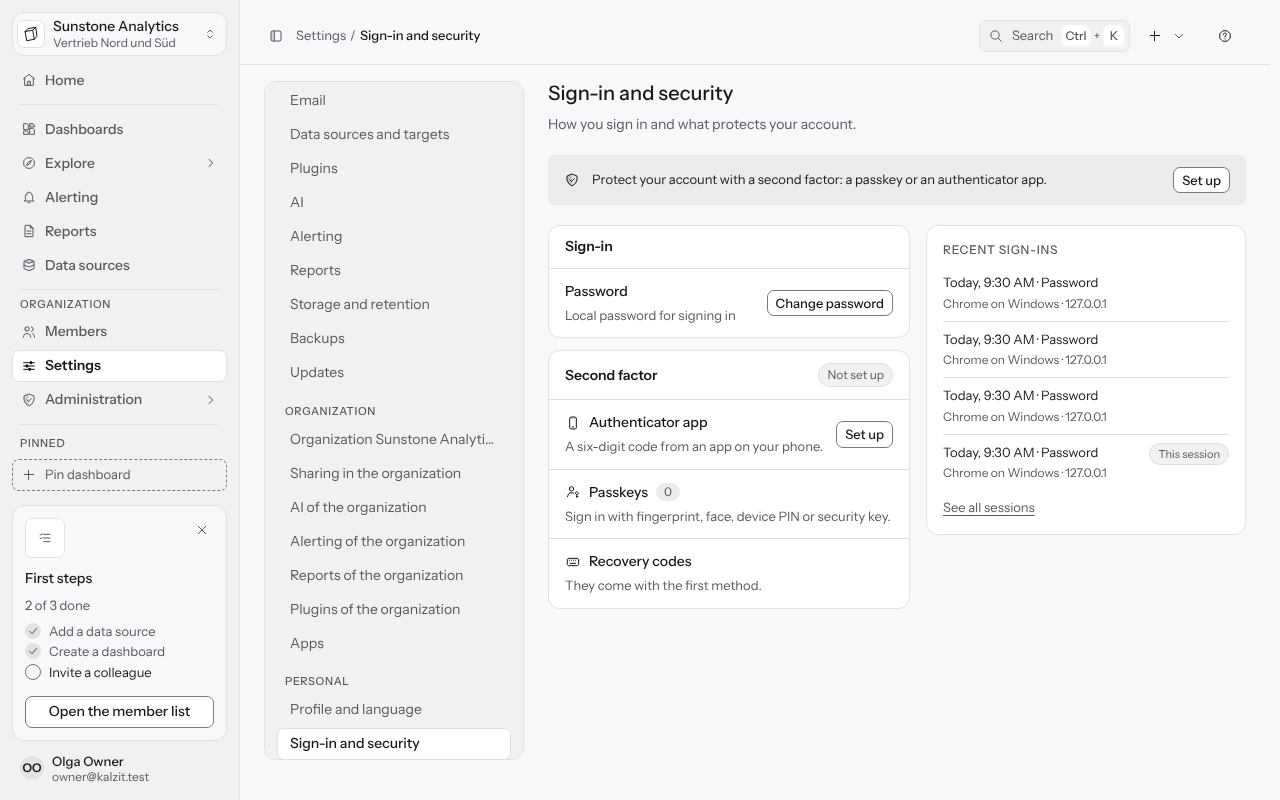 Sunstone Analytics
Vertrieb Nord und Süd
Home
Dashboards
Explore
Alerting
Reports
Data sources
ORGANIZATION
Members
Settings
Administration
PINNED
Pin dashboard
First steps
2 of 3 done
Add a data source
Create a dashboard
Invite a colleague
Open the member list
OO
Olga Owner
owner@kalzit.test
Settings / Sign-in and security
Search Ctrl + K
Email
Data sources and targets
Plugins
AI
Alerting
Reports
Storage and retention
Backups
Updates
ORGANIZATION
Organization Sunstone Analyti...
Sharing in the organization
AI of the organization
Alerting of the organization
Reports of the organization
Plugins of the organization
Apps
PERSONAL
Profile and language
Sign-in and security
Sign-in and security
How you sign in and what protects your account.
Protect your account with a second factor: a passkey or an authenticator app.
Set up
Sign-in
Password
Local password for signing in
Change password
Second factor
Not set up
Authenticator app
A six-digit code from an app on your phone.
Set up
Passkeys 0
Sign in with fingerprint, face, device PIN or security key.
Recovery codes
They come with the first method.
RECENT SIGN-INS
Today, 9:30 AM · Password
Chrome on Windows · 127.0.0.1
Today, 9:30 AM · Password
Chrome on Windows · 127.0.0.1
Today, 9:30 AM · Password
Chrome on Windows · 127.0.0.1
Today, 9:30 AM · Password
Chrome on Windows · 127.0.0.1
This session
See all sessions